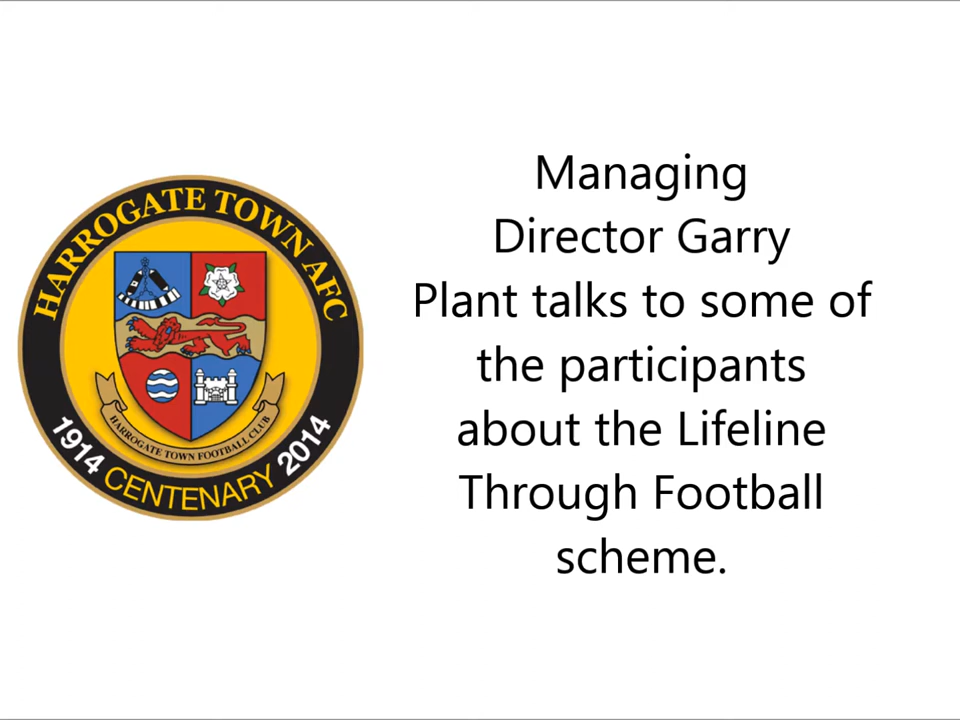 HARROGATE TOWN AFC
HARROGATE TOWN FOOTBALL CLUB
1914 CENTENARY 2014
Managing
Director Garry
Plant talks to some of
the participants
about the Lifeline
Through Football
scheme.